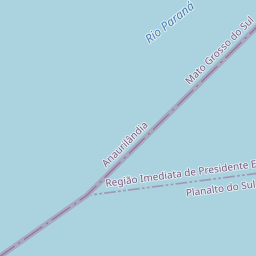 Rio Paraná
Mato Grosso do Sul
Anaurilândia
Região Imediata de Presidente E
Planalto do Sul